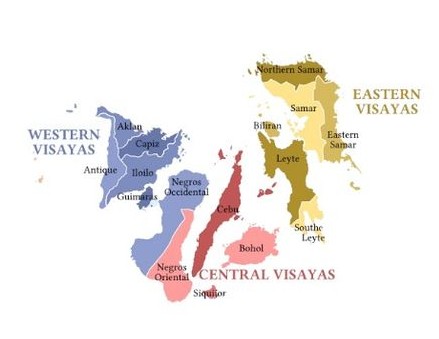 Northern Samar
EASTERN
VISAYAS
Samar
Aklan
Biliran
WESTERN
VISAYAS
Capiz
Eastern
Samar
Leyte
Antique
Iloilo
Negros
Occidental
Guimaras
Cebu
Southe
Leyte
Bohol
Negros
Oriental
CENTRAL VISAYAS
Siquijor